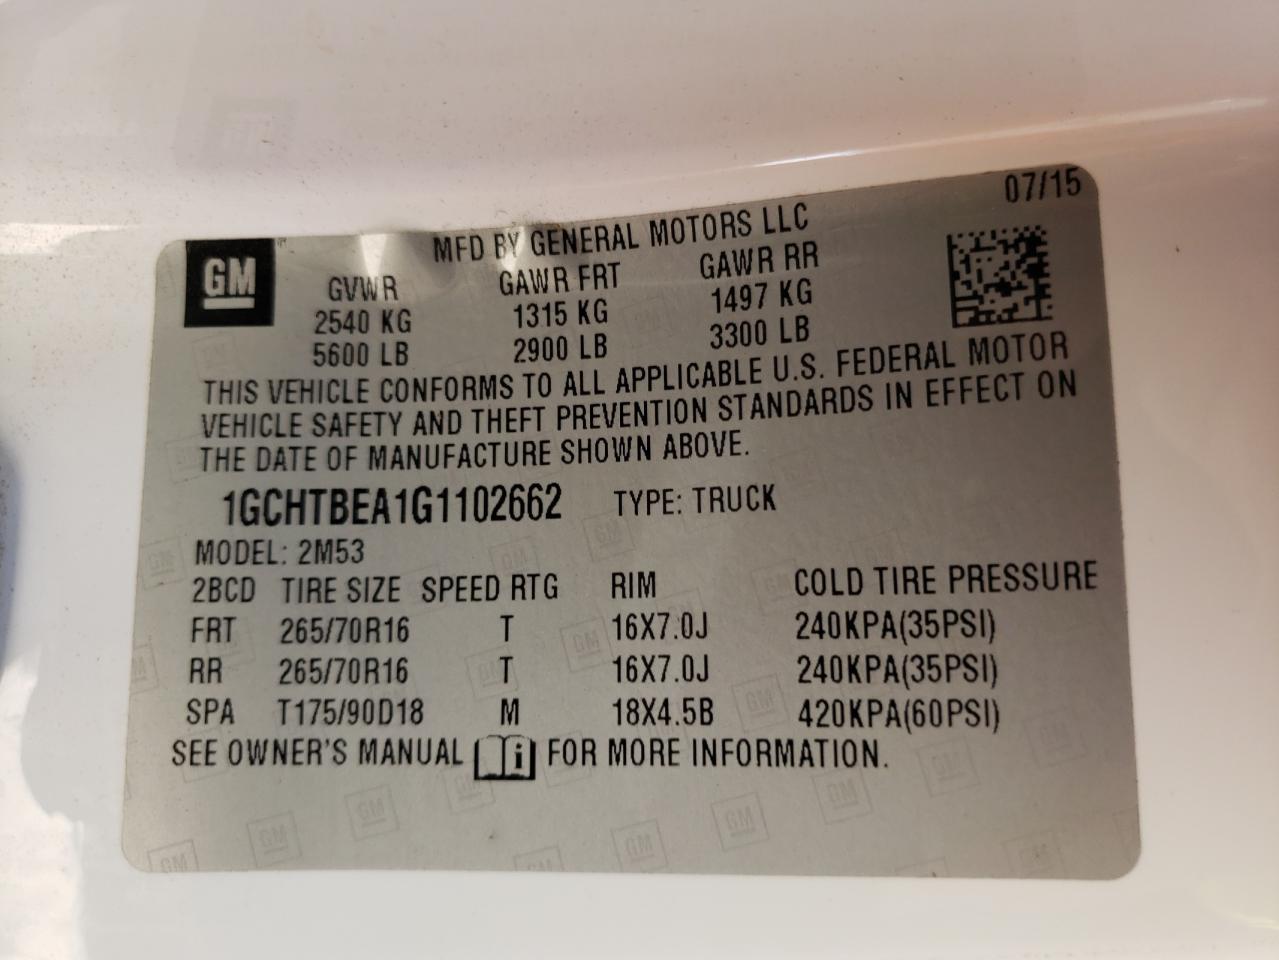 07/15
MFD BY GENERAL MOTORS LLC
GM
GVWR GAWR FRT GAWR RR
2540 KG 1315 KG 1497 KG
5600 LB 2900 LB 3300 LB
THIS VEHICLE CONFORMS TO ALL APPLICABLE U.S. FEDERAL MOTOR
VEHICLE SAFETY AND THEFT PREVENTION STANDARDS IN EFFECT ON
THE DATE OF MANUFACTURE SHOWN ABOVE.
1GCHTBEA1G1102662 TYPE: TRUCK
MODEL: 2M53
2BCD TIRE SIZE SPEED RTG RIM COLD TIRE PRESSURE
FRT 265/70R16 T 16X7.0J 240KPA(35PSI)
RR 265/70R16 T 16X7.0J 240KPA(35PSI)
SPA T175/90D18 M 18X4.5B 420KPA(60PSI)
SEE OWNER'S MANUAL i FOR MORE INFORMATION.